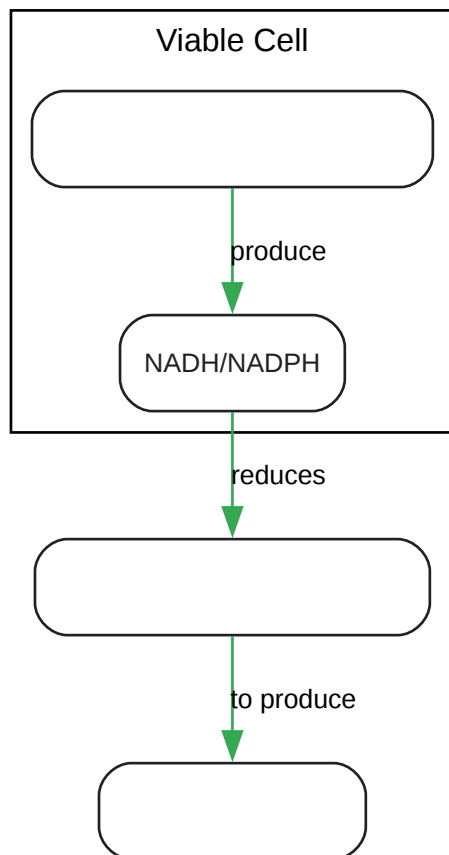 Viable Cell
produce
NADH/NADPH
reduces
to produce